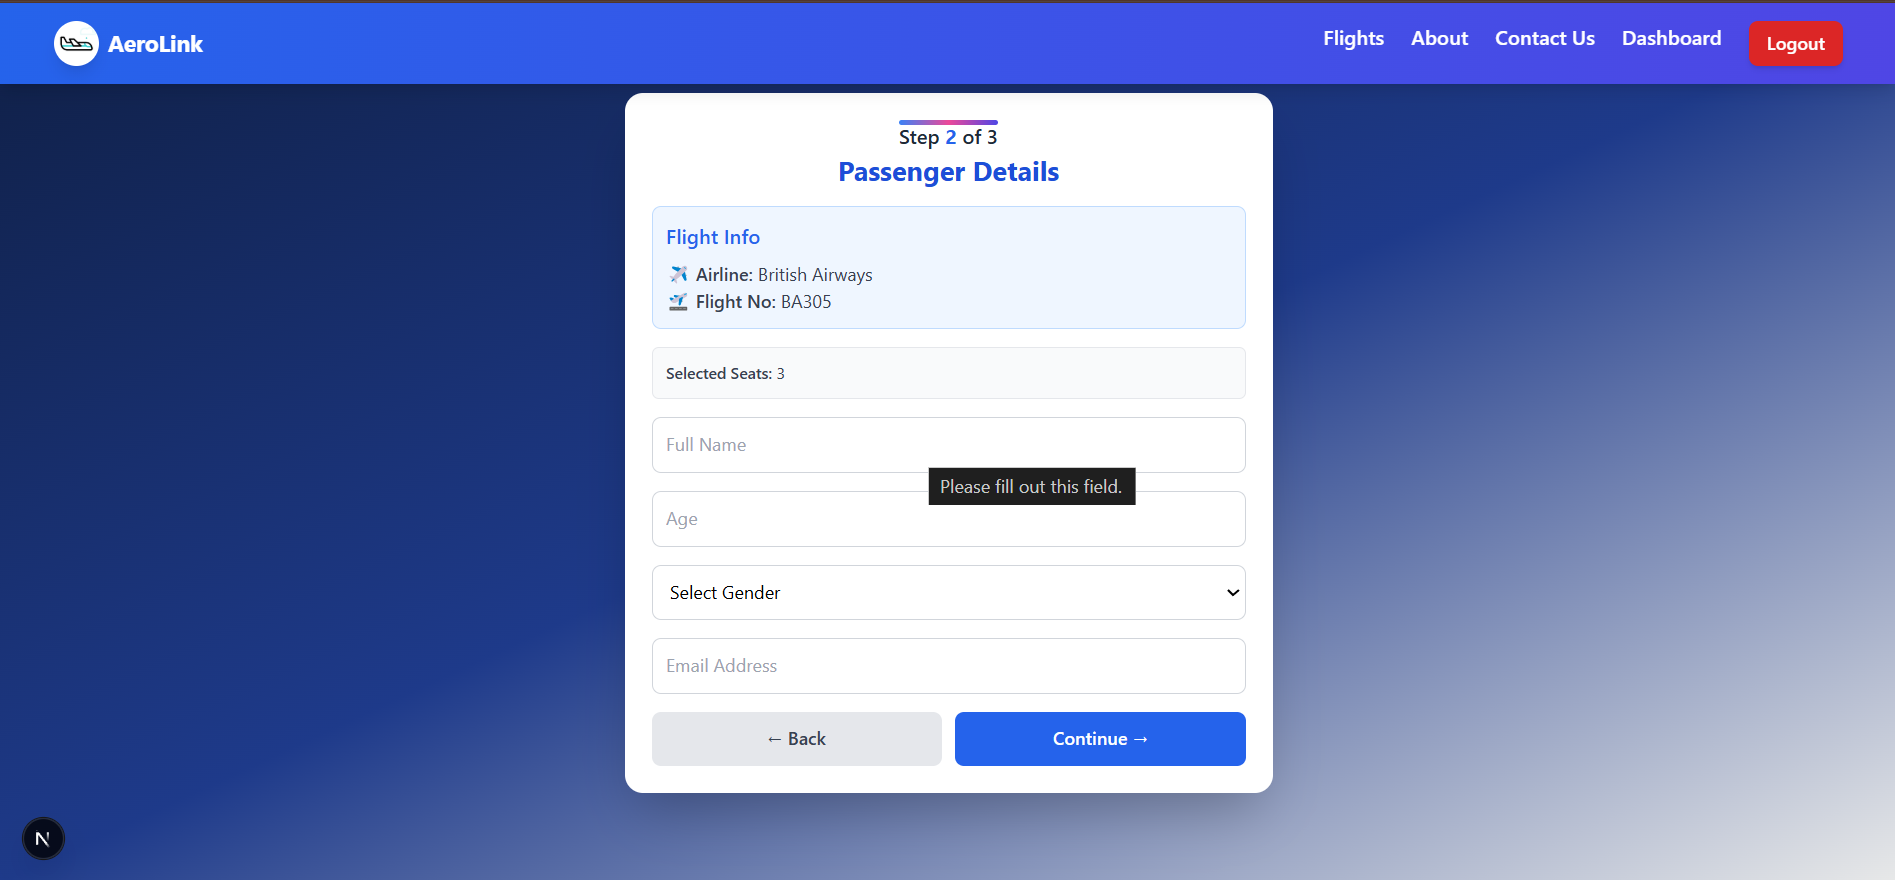 AeroLink
Flights
About
Contact Us
Dashboard
Logout
Step 2 of 3
Passenger Details
Flight Info
Airline: British Airways
Flight No: BA305
Selected Seats: 3
Full Name
Please fill out this field.
Age
Select Gender
Email Address
← Back
Continue →
N